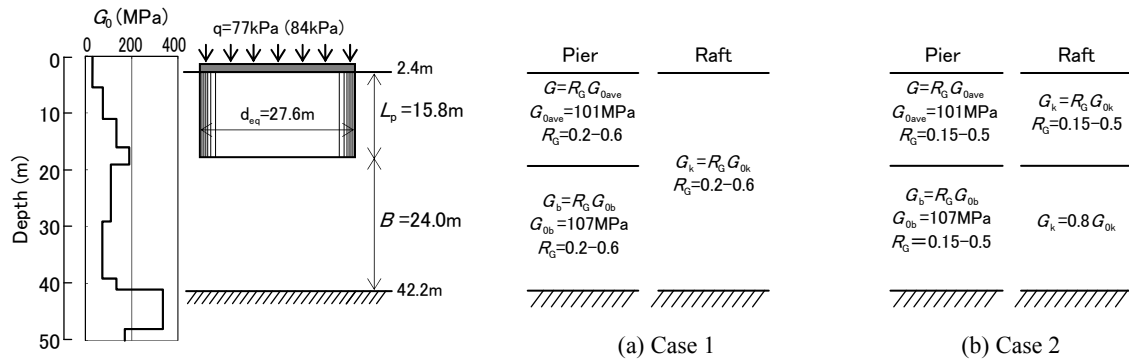 G0 (MPa)
0 200 400
Depth (m)
0
10
20
30
40
50
q=77kPa (84kPa)
2.4m
deq=27.6m
Lp=15.8m
B=24.0m
42.2m
Pier
Raft
G=RGG0ave
G0ave=101MPa
RG=0.2-0.6
Gb=RGG0b
G0b=107MPa
RG=0.2-0.6
Gk=RGG0k
RG=0.2-0.6
(a) Case 1
Pier
Raft
G=RGG0ave
G0ave=101MPa
RG=0.15-0.5
Gk=RGG0k
RG=0.15-0.5
Gb=RGG0b
G0b=107MPa
RG=0.15-0.5
Gk=0.8G0k
(b) Case 2